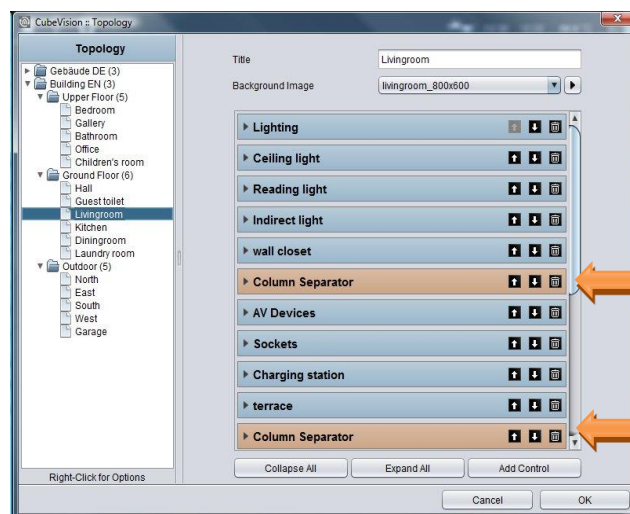 CubeVision :: Topology
Topology
Gebäude DE (3)
Building EN (3)
Upper Floor (5)
Bedroom
Gallery
Bathroom
Office
Children's room
Ground Floor (6)
Hall
Guest toilet
Livingroom
Kitchen
Diningroom
Laundry room
Outdoor (5)
North
East
South
West
Garage
Right-Click for Options
Title
Livingroom
Background Image
livingroom_800x600
Lighting
Ceiling light
Reading light
Indirect light
wall closet
Column Separator
AV Devices
Sockets
Charging station
terrace
Column Separator
Collapse All
Expand All
Add Control
Cancel
OK